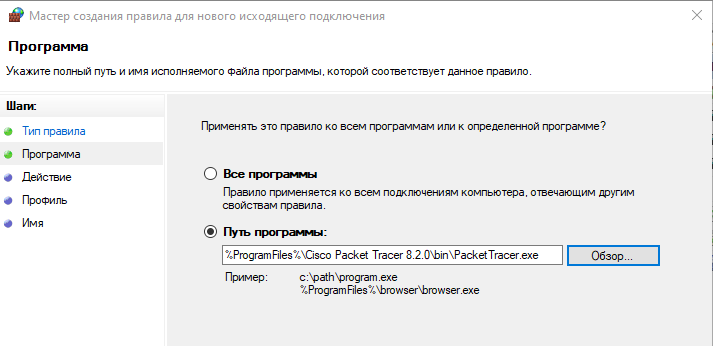 Мастер создания правила для нового исходящего подключения
Программа
Укажите полный путь и имя исполняемого файла программы, которой соответствует данное правило.
Шаги:
Тип правила
Программа
Действие
Профиль
Имя
Применять это правило ко всем программам или к определенной программе?
Все программы
Правило применяется ко всем подключениям компьютера, отвечающим другим
свойствам правила.
Путь программы:
%ProgramFiles%\Cisco Packet Tracer 8.2.0\bin\PacketTracer.exe
Обзор...
Пример:
c:\path\program.exe
%ProgramFiles%\browser\browser.exe